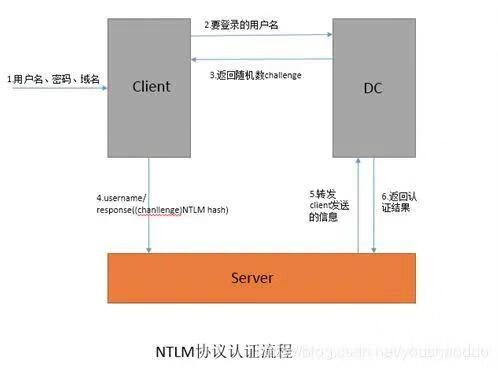 2.要登录的用户名
1.用户名、密码、域名
Client
3.返回随机数challenge
DC
4.username/
response((chanllenge)NTLM hash)
5.转发
client发送
的信息
6.返回认
证结果
Server
NTLM协议认证流程